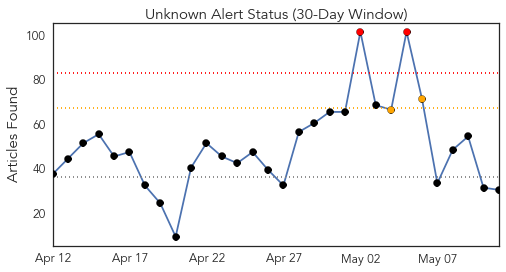 Unknown Alert Status (30-Day Window)
Articles Found
100
80
60
40
20
Apr 12
Apr 17
Apr 22
Apr 27
May 02
May 07